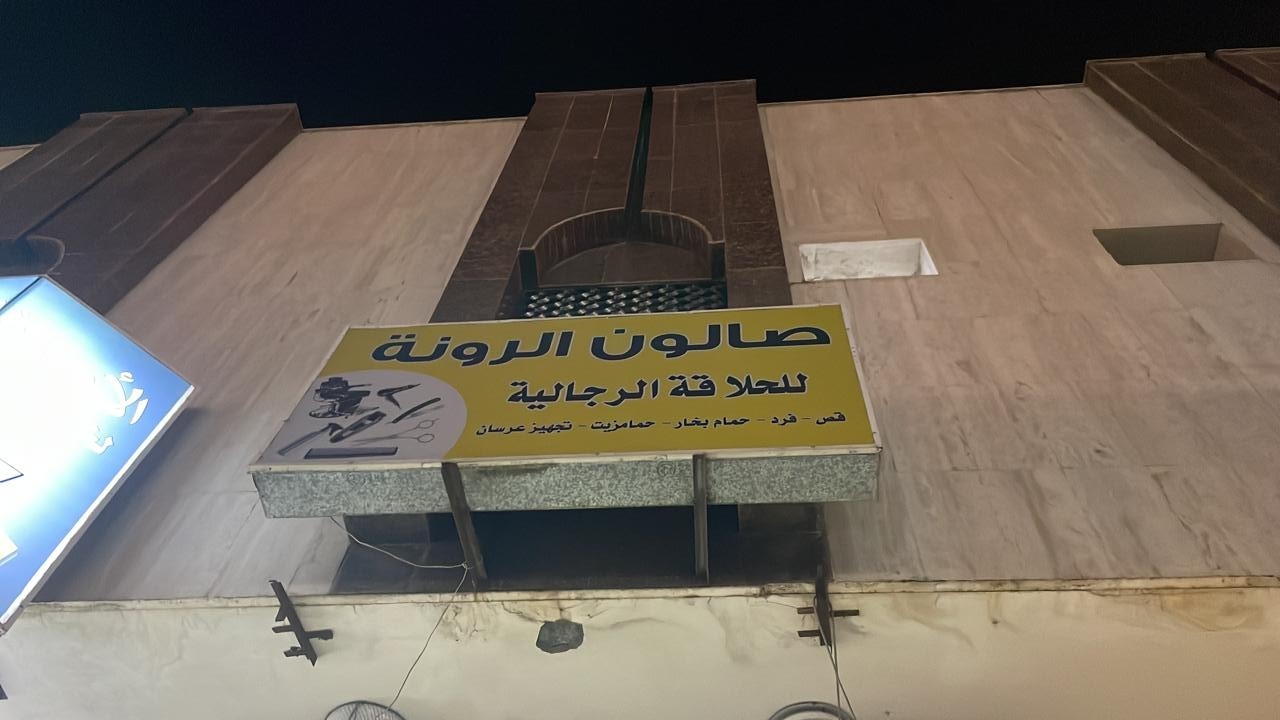 صالون الرونة
للحلاقة الرجالية
قص - فرد - حمام بخار - حمامزيت - تجهيز عرسان